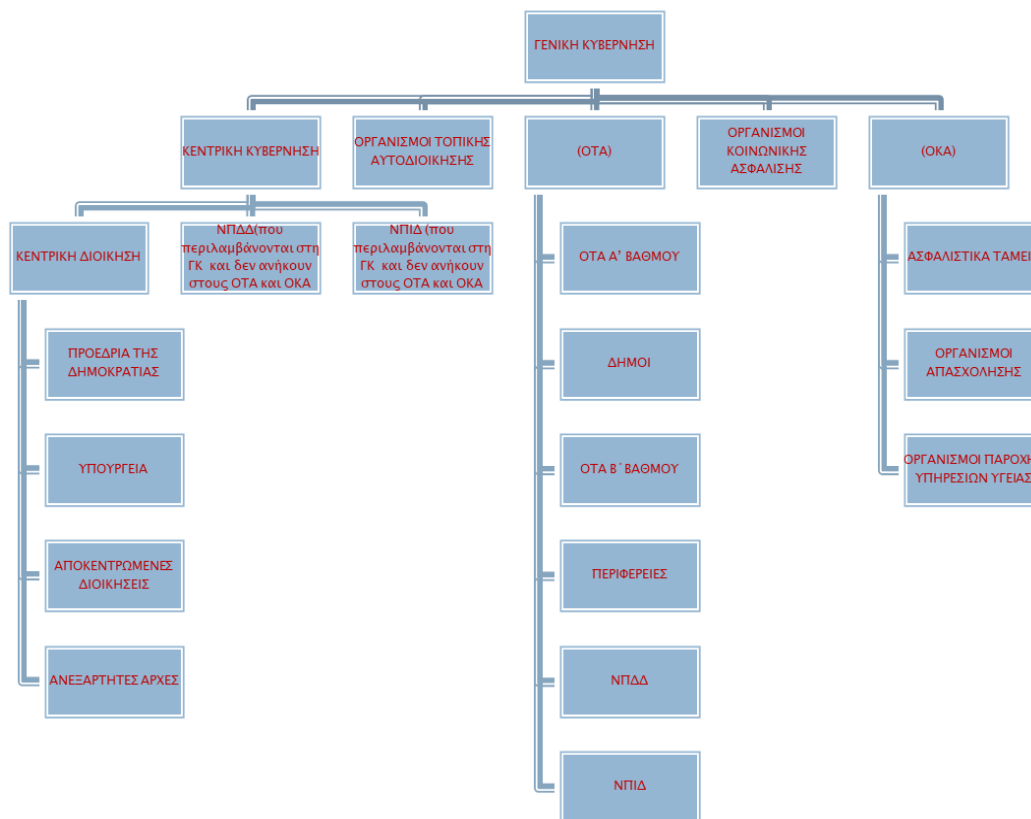 ΓΕΝΙΚΗ ΚΥΒΕΡΝΗΣΗ
ΚΕΝΤΡΙΚΗ ΚΥΒΕΡΝΗΣΗ
ΟΡΓΑΝΙΣΜΟΙ ΤΟΠΙΚΗΣ
ΑΥΤΟΔΙΟΙΚΗΣΗΣ
(ΟΤΑ)
ΟΡΓΑΝΙΣΜΟΙ
ΚΟΙΝΩΝΙΚΗΣ
ΑΣΦΑΛΙΣΗΣ
(ΟΚΑ)
ΚΕΝΤΡΙΚΗ ΔΙΟΙΚΗΣΗ
ΝΠΔΔ(που
περιλαμβάνονται στη
ΓΚ και δεν ανήκουν
στους ΟΤΑ και ΟΚΑ
ΝΠΙΔ (που
περιλαμβάνονται στη
ΓΚ και δεν ανήκουν
στους ΟΤΑ και ΟΚΑ
ΠΡΟΕΔΡΙΑ ΤΗΣ
ΔΗΜΟΚΡΑΤΙΑΣ
ΥΠΟΥΡΓΕΙΑ
ΑΠΟΚΕΝΤΡΩΜΕΝΕΣ
ΔΙΟΙΚΗΣΕΙΣ
ΑΝΕΞΑΡΤΗΤΕΣ ΑΡΧΕΣ
ΟΤΑ Α' ΒΑΘΜΟΥ
ΔΗΜΟΙ
ΟΤΑ Β΄ ΒΑΘΜΟΥ
ΠΕΡΙΦΕΡΕΙΕΣ
ΝΠΔΔ
ΝΠΙΔ
ΑΣΦΑΛΙΣΤΙΚΑ ΤΑΜΕΙ
ΟΡΓΑΝΙΣΜΟΙ
ΑΠΑΣΧΟΛΗΣΗΣ
ΟΡΓΑΝΙΣΜΟΙ ΠΑΡΟΧΗ
ΥΠΗΡΕΣΙΩΝ ΥΓΕΙΑΣ